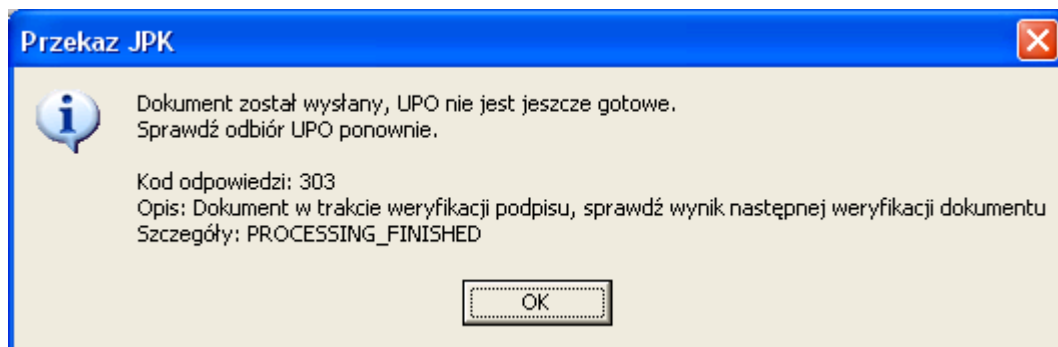 Przekaz JPK
Dokument został wysłany, UPO nie jest jeszcze gotowe.
Sprawdź odbiór UPO ponownie.
Kod odpowiedzi: 303
Opis: Dokument w trakcie weryfikacji podpisu, sprawdź wynik następnej weryfikacji dokumentu
Szczegóły: PROCESSING_FINISHED
OK